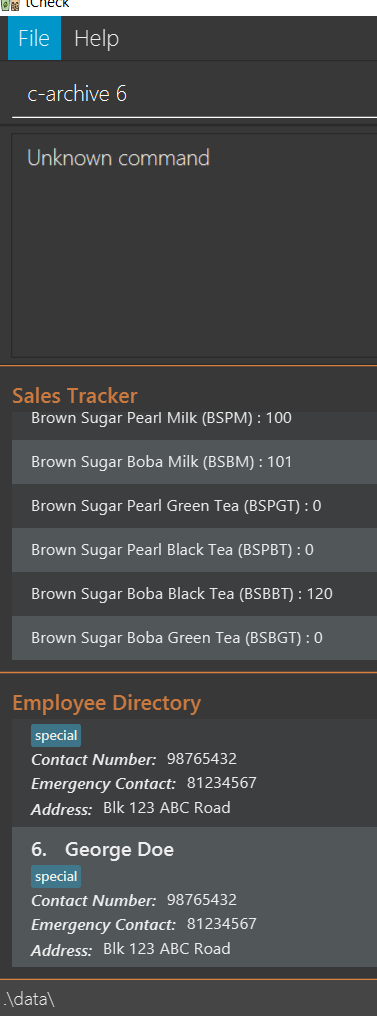 tCheck
File Help
c-archive 6
Unknown command
Sales Tracker
Brown Sugar Pearl Milk (BSPM) : 100
Brown Sugar Boba Milk (BSBM) : 101
Brown Sugar Pearl Green Tea (BSPGT) : 0
Brown Sugar Pearl Black Tea (BSPBT) : 0
Brown Sugar Boba Black Tea (BSBBT) : 120
Brown Sugar Boba Green Tea (BSBGT) : 0
Employee Directory
special
Contact Number: 98765432
Emergency Contact: 81234567
Address: Blk 123 ABC Road
6. George Doe
special
Contact Number: 98765432
Emergency Contact: 81234567
Address: Blk 123 ABC Road
.\data\